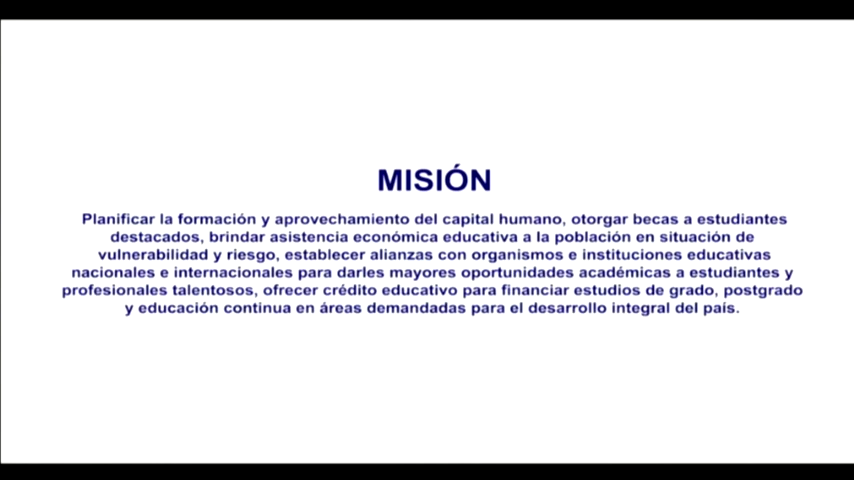 MISIÓN
Planificar la formación y aprovechamiento del capital humano, otorgar becas a estudiantes
destacados, brindar asistencia económica educativa a la población en situación de
vulnerabilidad y riesgo, establecer alianzas con organismos e instituciones educativas
nacionales e internacionales para darles mayores oportunidades académicas a estudiantes y
profesionales talentosos, ofrecer crédito educativo para financiar estudios de grado, postgrado
y educación continua en áreas demandadas para el desarrollo integral del país.